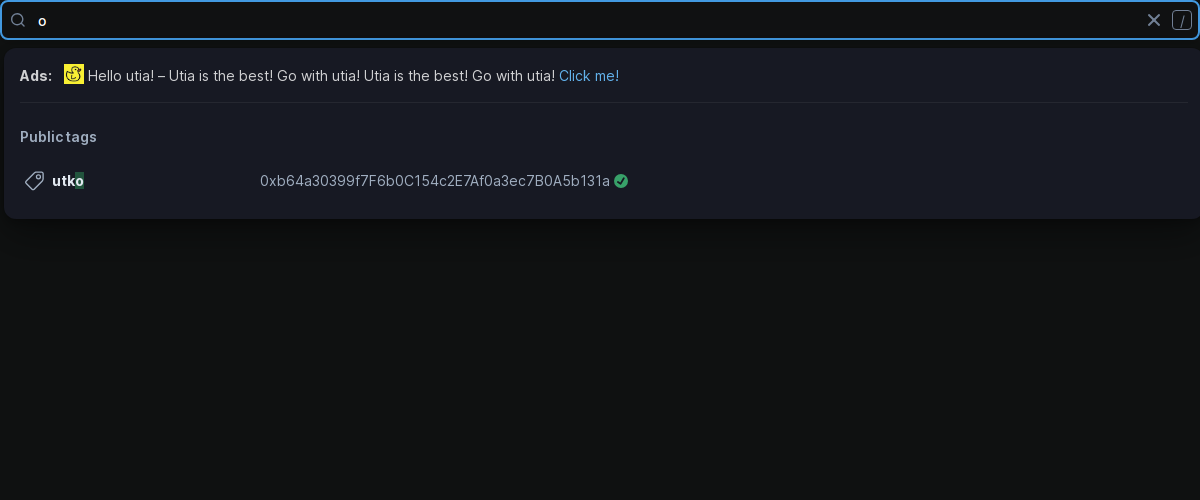 o /
Ads: Hello utia! – Utia is the best! Go with utia! Utia is the best! Go with utia! Click me!
Public tags
utko 0xb64a30399f7F6b0C154c2E7Af0a3ec7B0A5b131a